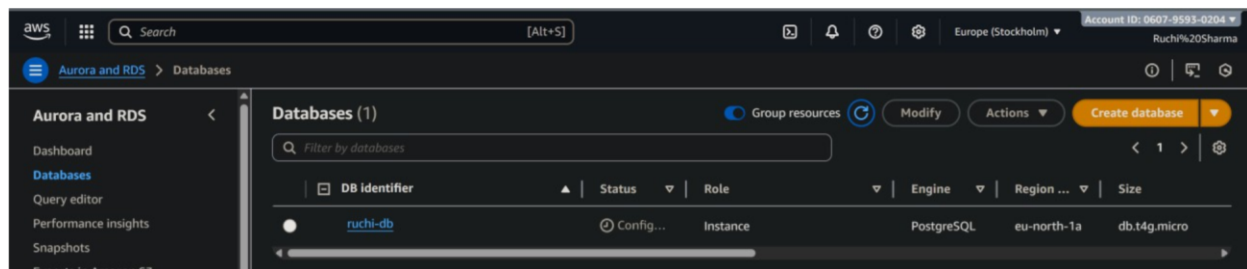 aws Search [Alt+S] Europe (Stockholm) Account ID: 0607-9593-0204
Ruchi%20Sharma
Aurora and RDS > Databases
Aurora and RDS
Databases (1) Group resources Modify Actions Create database
Dashboard
Filter by databases 1
Databases
DB identifier Status Role Engine Region ... Size
Query editor
Performance insights
ruchi-db Config... Instance PostgreSQL eu-north-1a db.t4g.micro
Snapshots